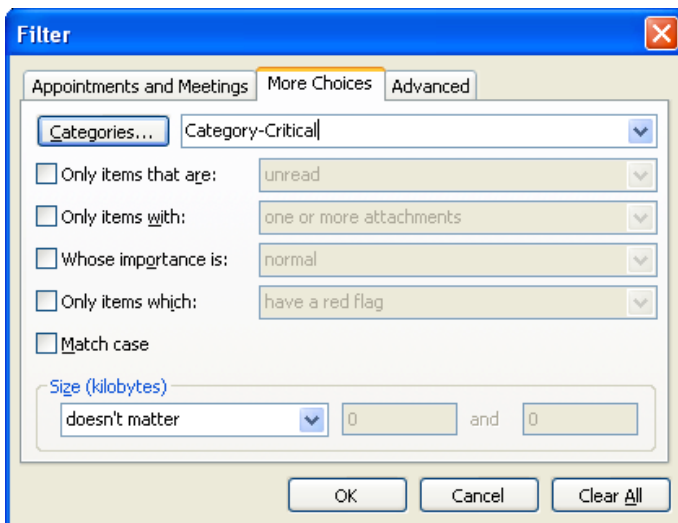 Filter
Appointments and Meetings More Choices Advanced
Categories... Category-Critical
Only items that are: unread
Only items with: one or more attachments
Whose importance is: normal
Only items which: have a red flag
Match case
Size (kilobytes)
doesn't matter 0 and 0
OK Cancel Clear All